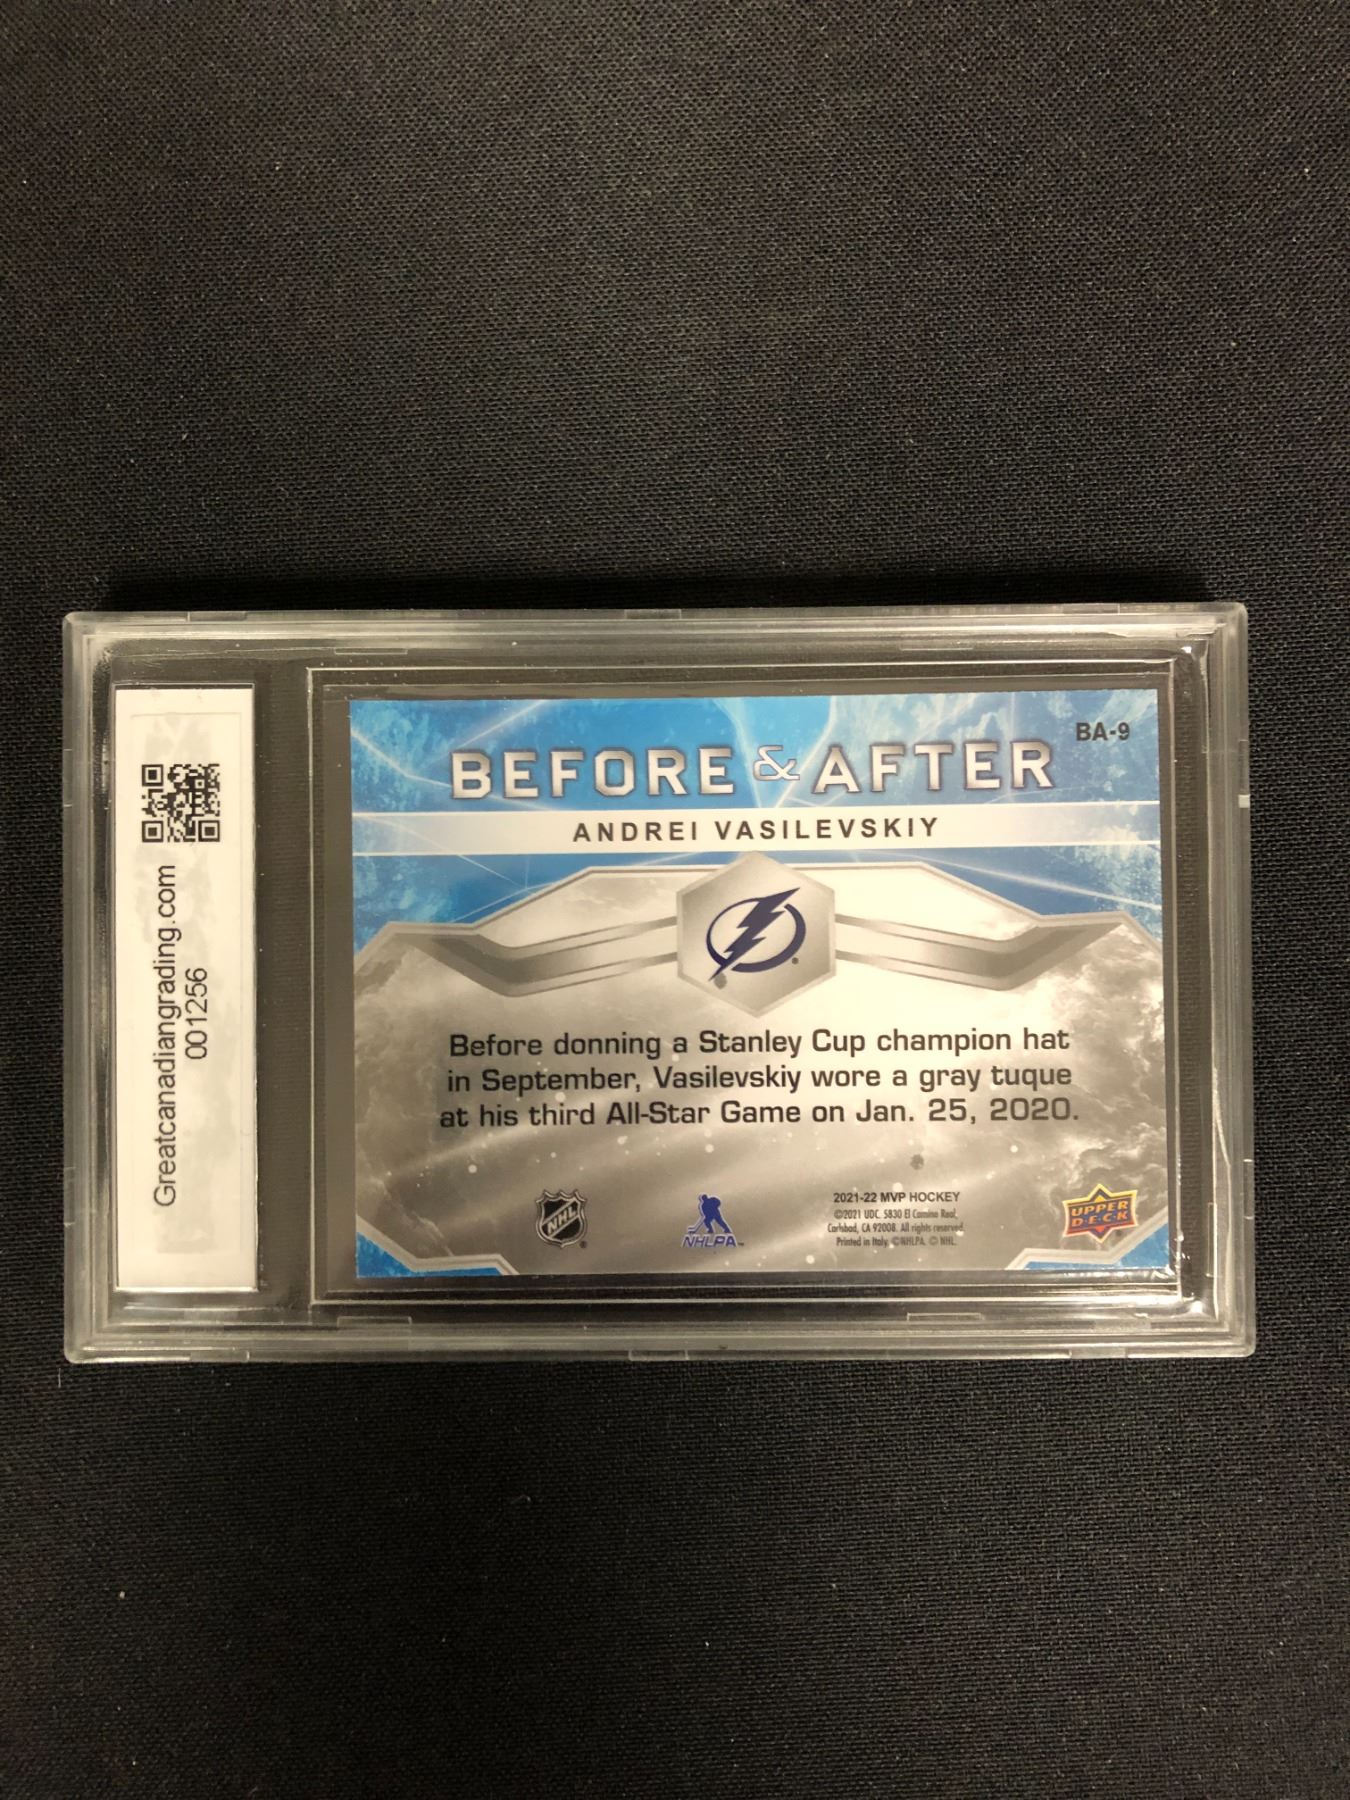 Greatcanadiangrading.com
001256
BA-9
BEFORE & AFTER
ANDREI VASILEVSKIY
Before donning a Stanley Cup champion hat
in September, Vasilevskiy wore a gray tuque
at his third All-Star Game on Jan. 25, 2020.
NHL
NHLPA
2021-22 MVP HOCKEY
©2021 UDC. 5830 El Camino Real,
Carlsbad, CA 92008. All rights reserved.
Printed in Italy. ©NHLPA. © NHL.
UPPER
D·E·C·K